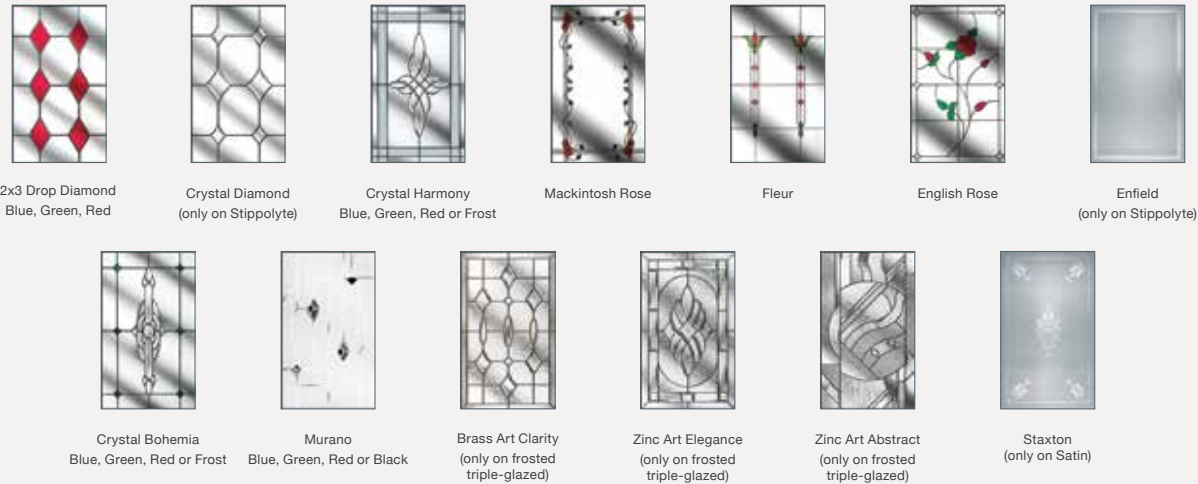 2x3 Drop Diamond
Blue, Green, Red
Crystal Diamond
(only on Stippolyte)
Crystal Harmony
Blue, Green, Red or Frost
Mackintosh Rose
Fleur
English Rose
Enfield
(only on Stippolyte)
Crystal Bohemia
Blue, Green, Red or Frost
Murano
Blue, Green, Red or Black
Brass Art Clarity
(only on frosted
triple-glazed)
Zinc Art Elegance
(only on frosted
triple-glazed)
Zinc Art Abstract
(only on frosted
triple-glazed)
Staxton
(only on Satin)